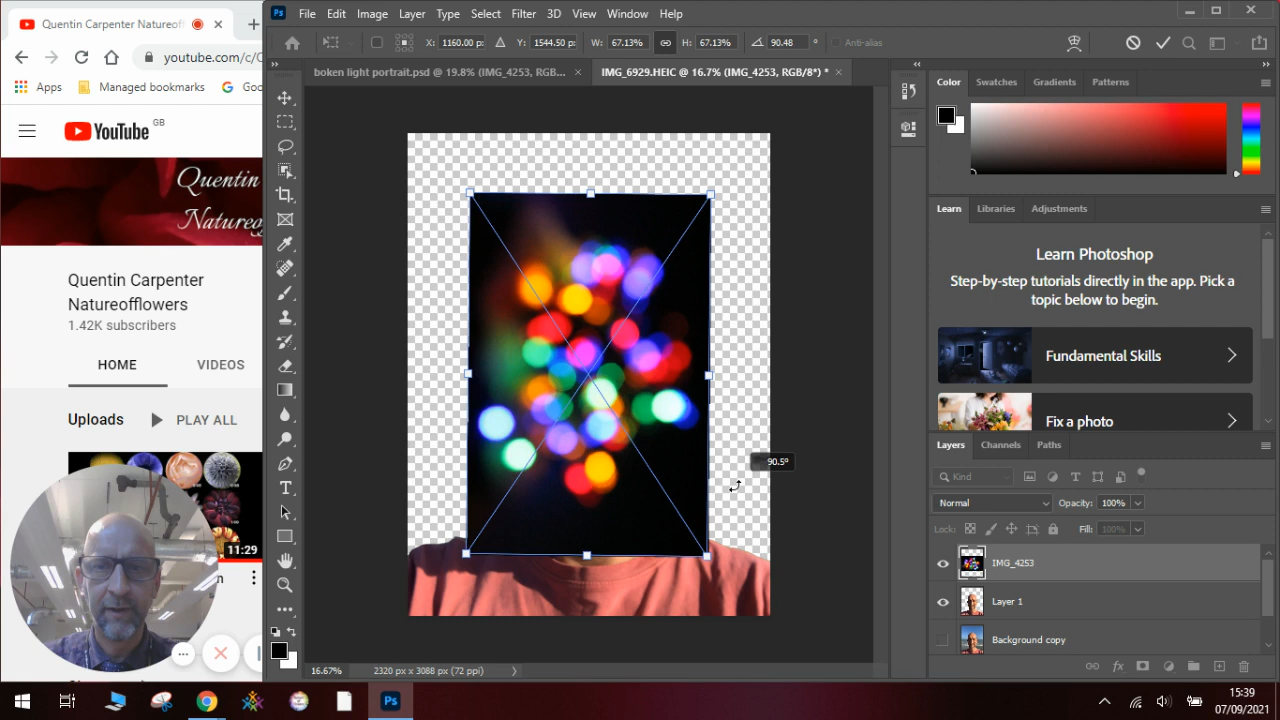 Quentin Carpenter Natureof
youtube.com/c/C
Apps
Managed bookmarks
Goo
YouTube
GB
Quentin
Natureofl
Quentin Carpenter
Natureofflowers
1.42K subscribers
HOME
VIDEOS
Uploads
PLAY ALL
11:29
n
Ps
File
Edit
Image
Layer
Type
Select
Filter
3D
View
Window
Help
X: 1160.00 p:
Y: 1544.50 p:
W: 67.13%
H: 67.13%
90.48 °
Anti-alias
boken light portrait.psd @ 19.8% (IMG_4253, RGB...
IMG_6929.HEIC @ 16.7% (IMG_4253, RGB/8*) *
90.5°
16.67%
2320 px x 3088 px (72 ppi)
Color
Swatches
Gradients
Patterns
Learn
Libraries
Adjustments
Learn Photoshop
Step-by-step tutorials directly in the app. Pick a
topic below to begin.
Fundamental Skills
Fix a photo
Layers
Channels
Paths
Kind
Normal
Opacity: 100%
Lock:
Fill: 100%
IMG_4253
Layer 1
Background copy
fx
Ps
15:39
07/09/2021